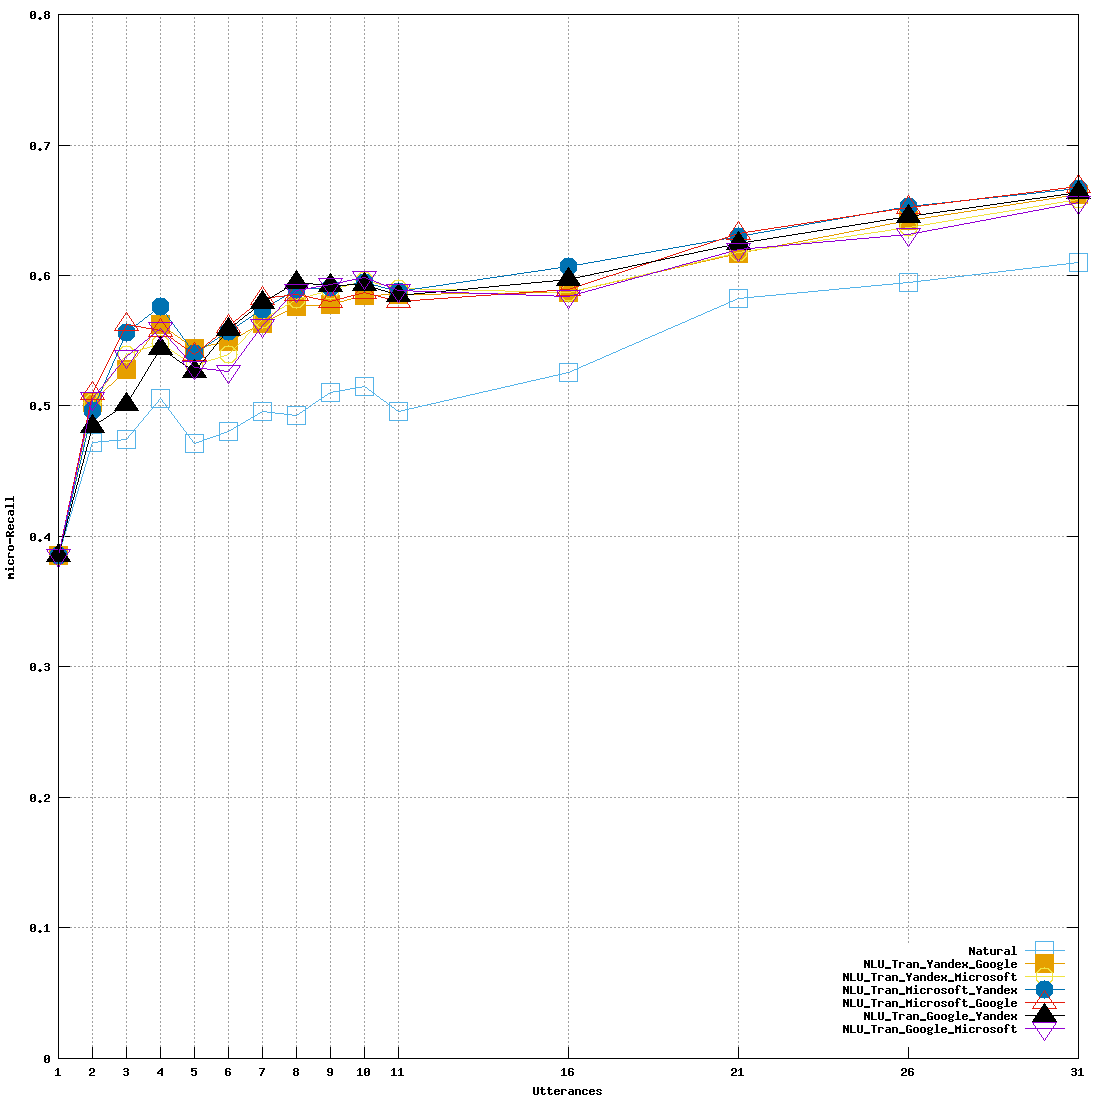 0.8
0.7
0.6
0.5
0.4
0.3
0.2
0.1
0
micro-Recall
Natural
NLU_Tran_Yandex_Google
NLU_Tran_Yandex_Microsoft
NLU_Tran_Microsoft_Yandex
NLU_Tran_Microsoft_Google
NLU_Tran_Google_Yandex
NLU_Tran_Google_Microsoft
1 2 3 4 5 6 7 8 9 10 11 16 21 26 31
Utterances